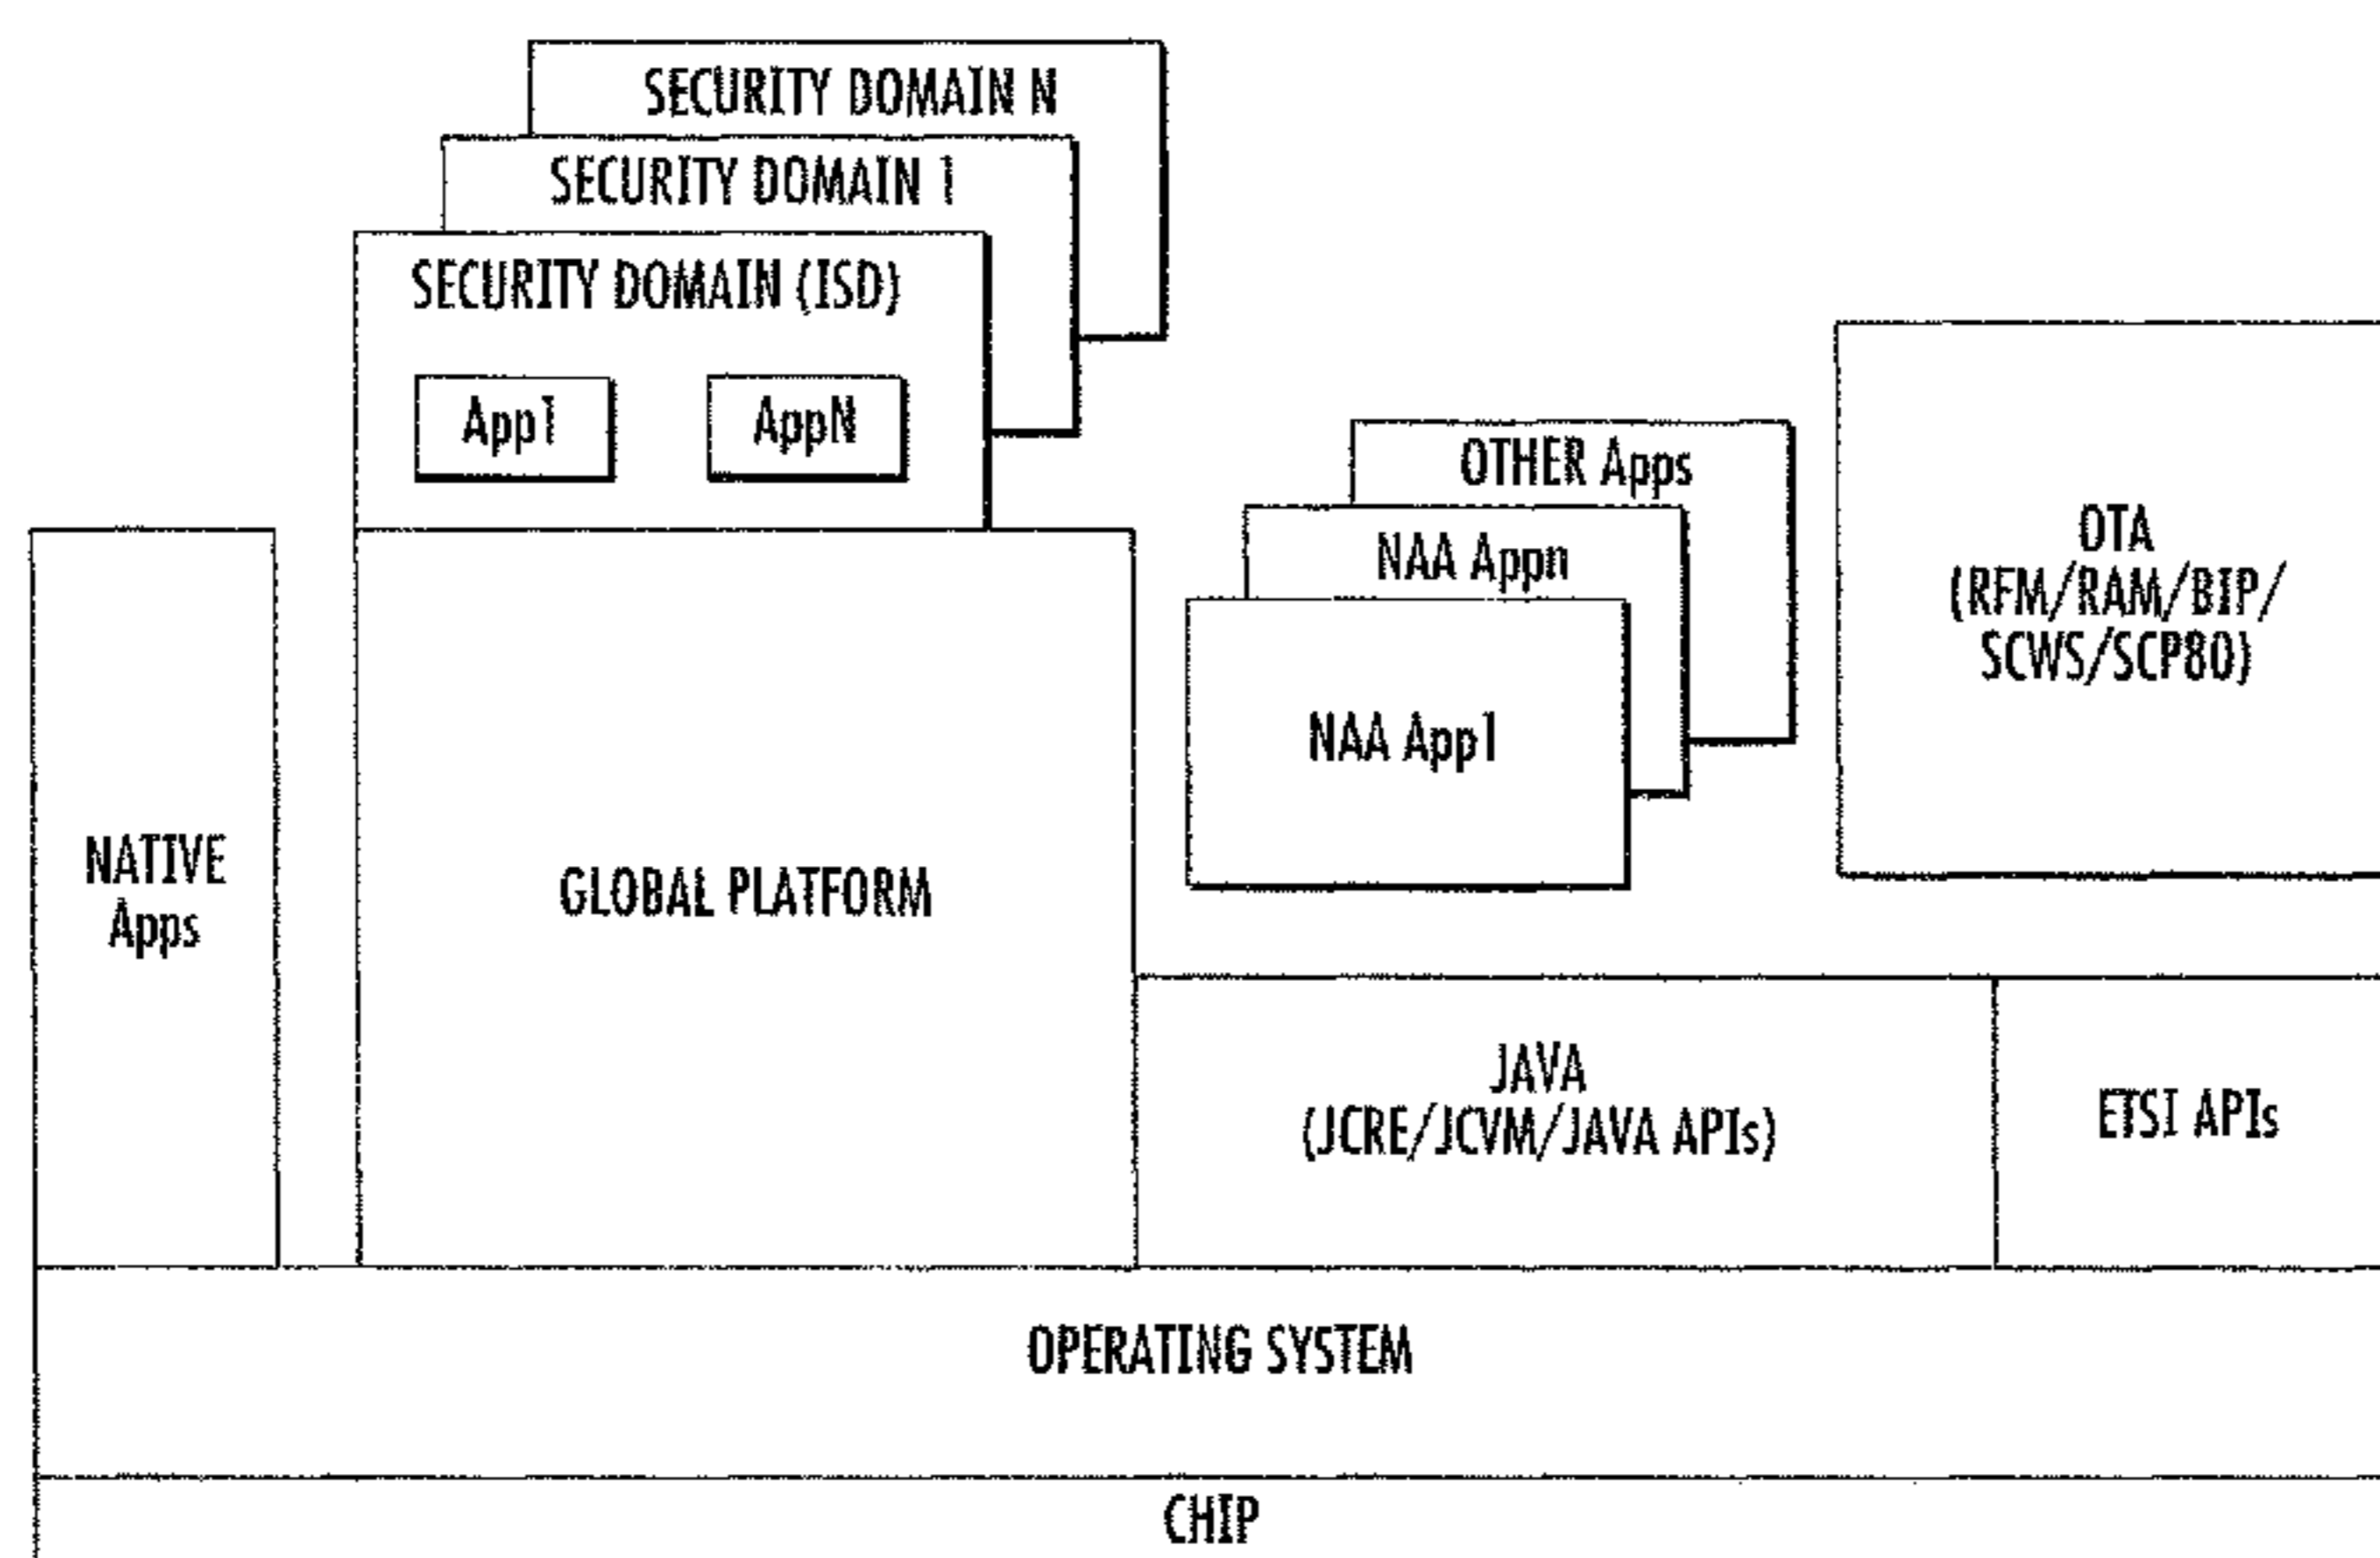 SECURITY DOMAIN N
SECURITY DOMAIN 1
SECURITY DOMAIN (ISD)
App1
AppN
OTHER Apps
NAA Appn
NAA App1
OTA
(RFM/RAM/BIP/
SCWS/SCP80)
NATIVE
Apps
GLOBAL PLATFORM
JAVA
(JCRE/JCVM/JAVA APIs)
ETSI APIs
OPERATING SYSTEM
CHIP